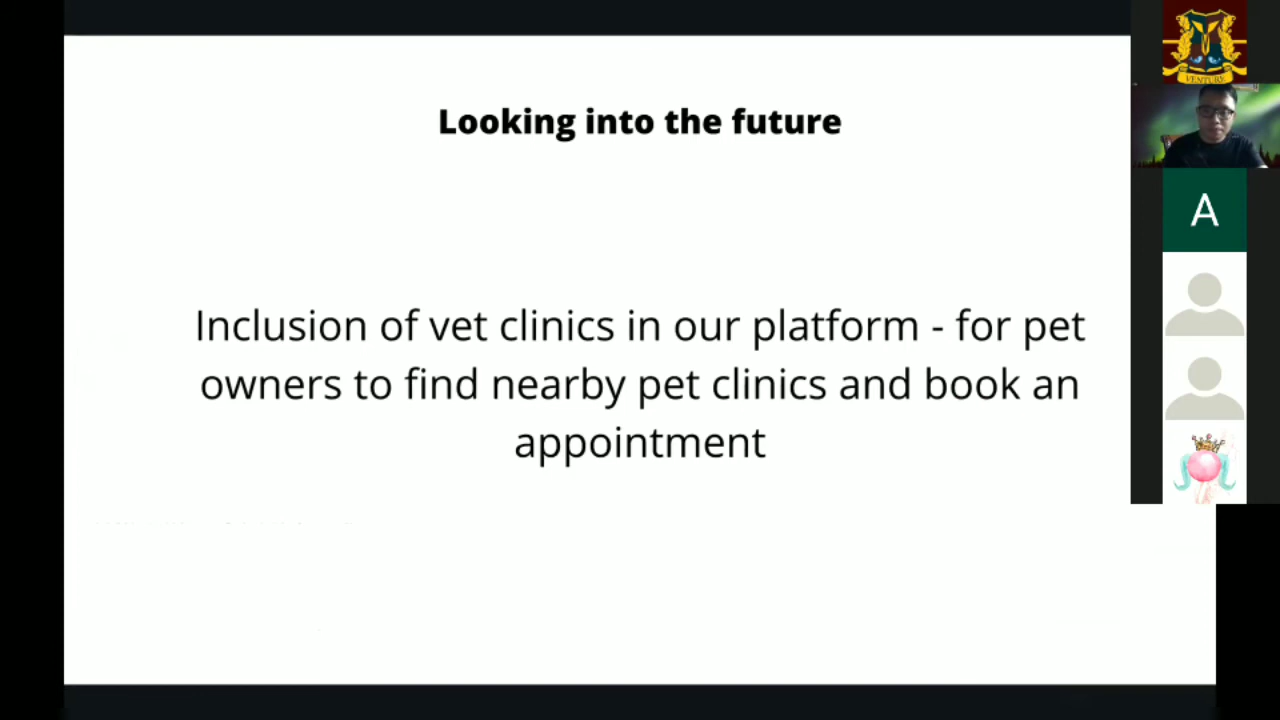 Looking into the future
Inclusion of vet clinics in our platform - for pet
owners to find nearby pet clinics and book an
appointment
VENTURE
A